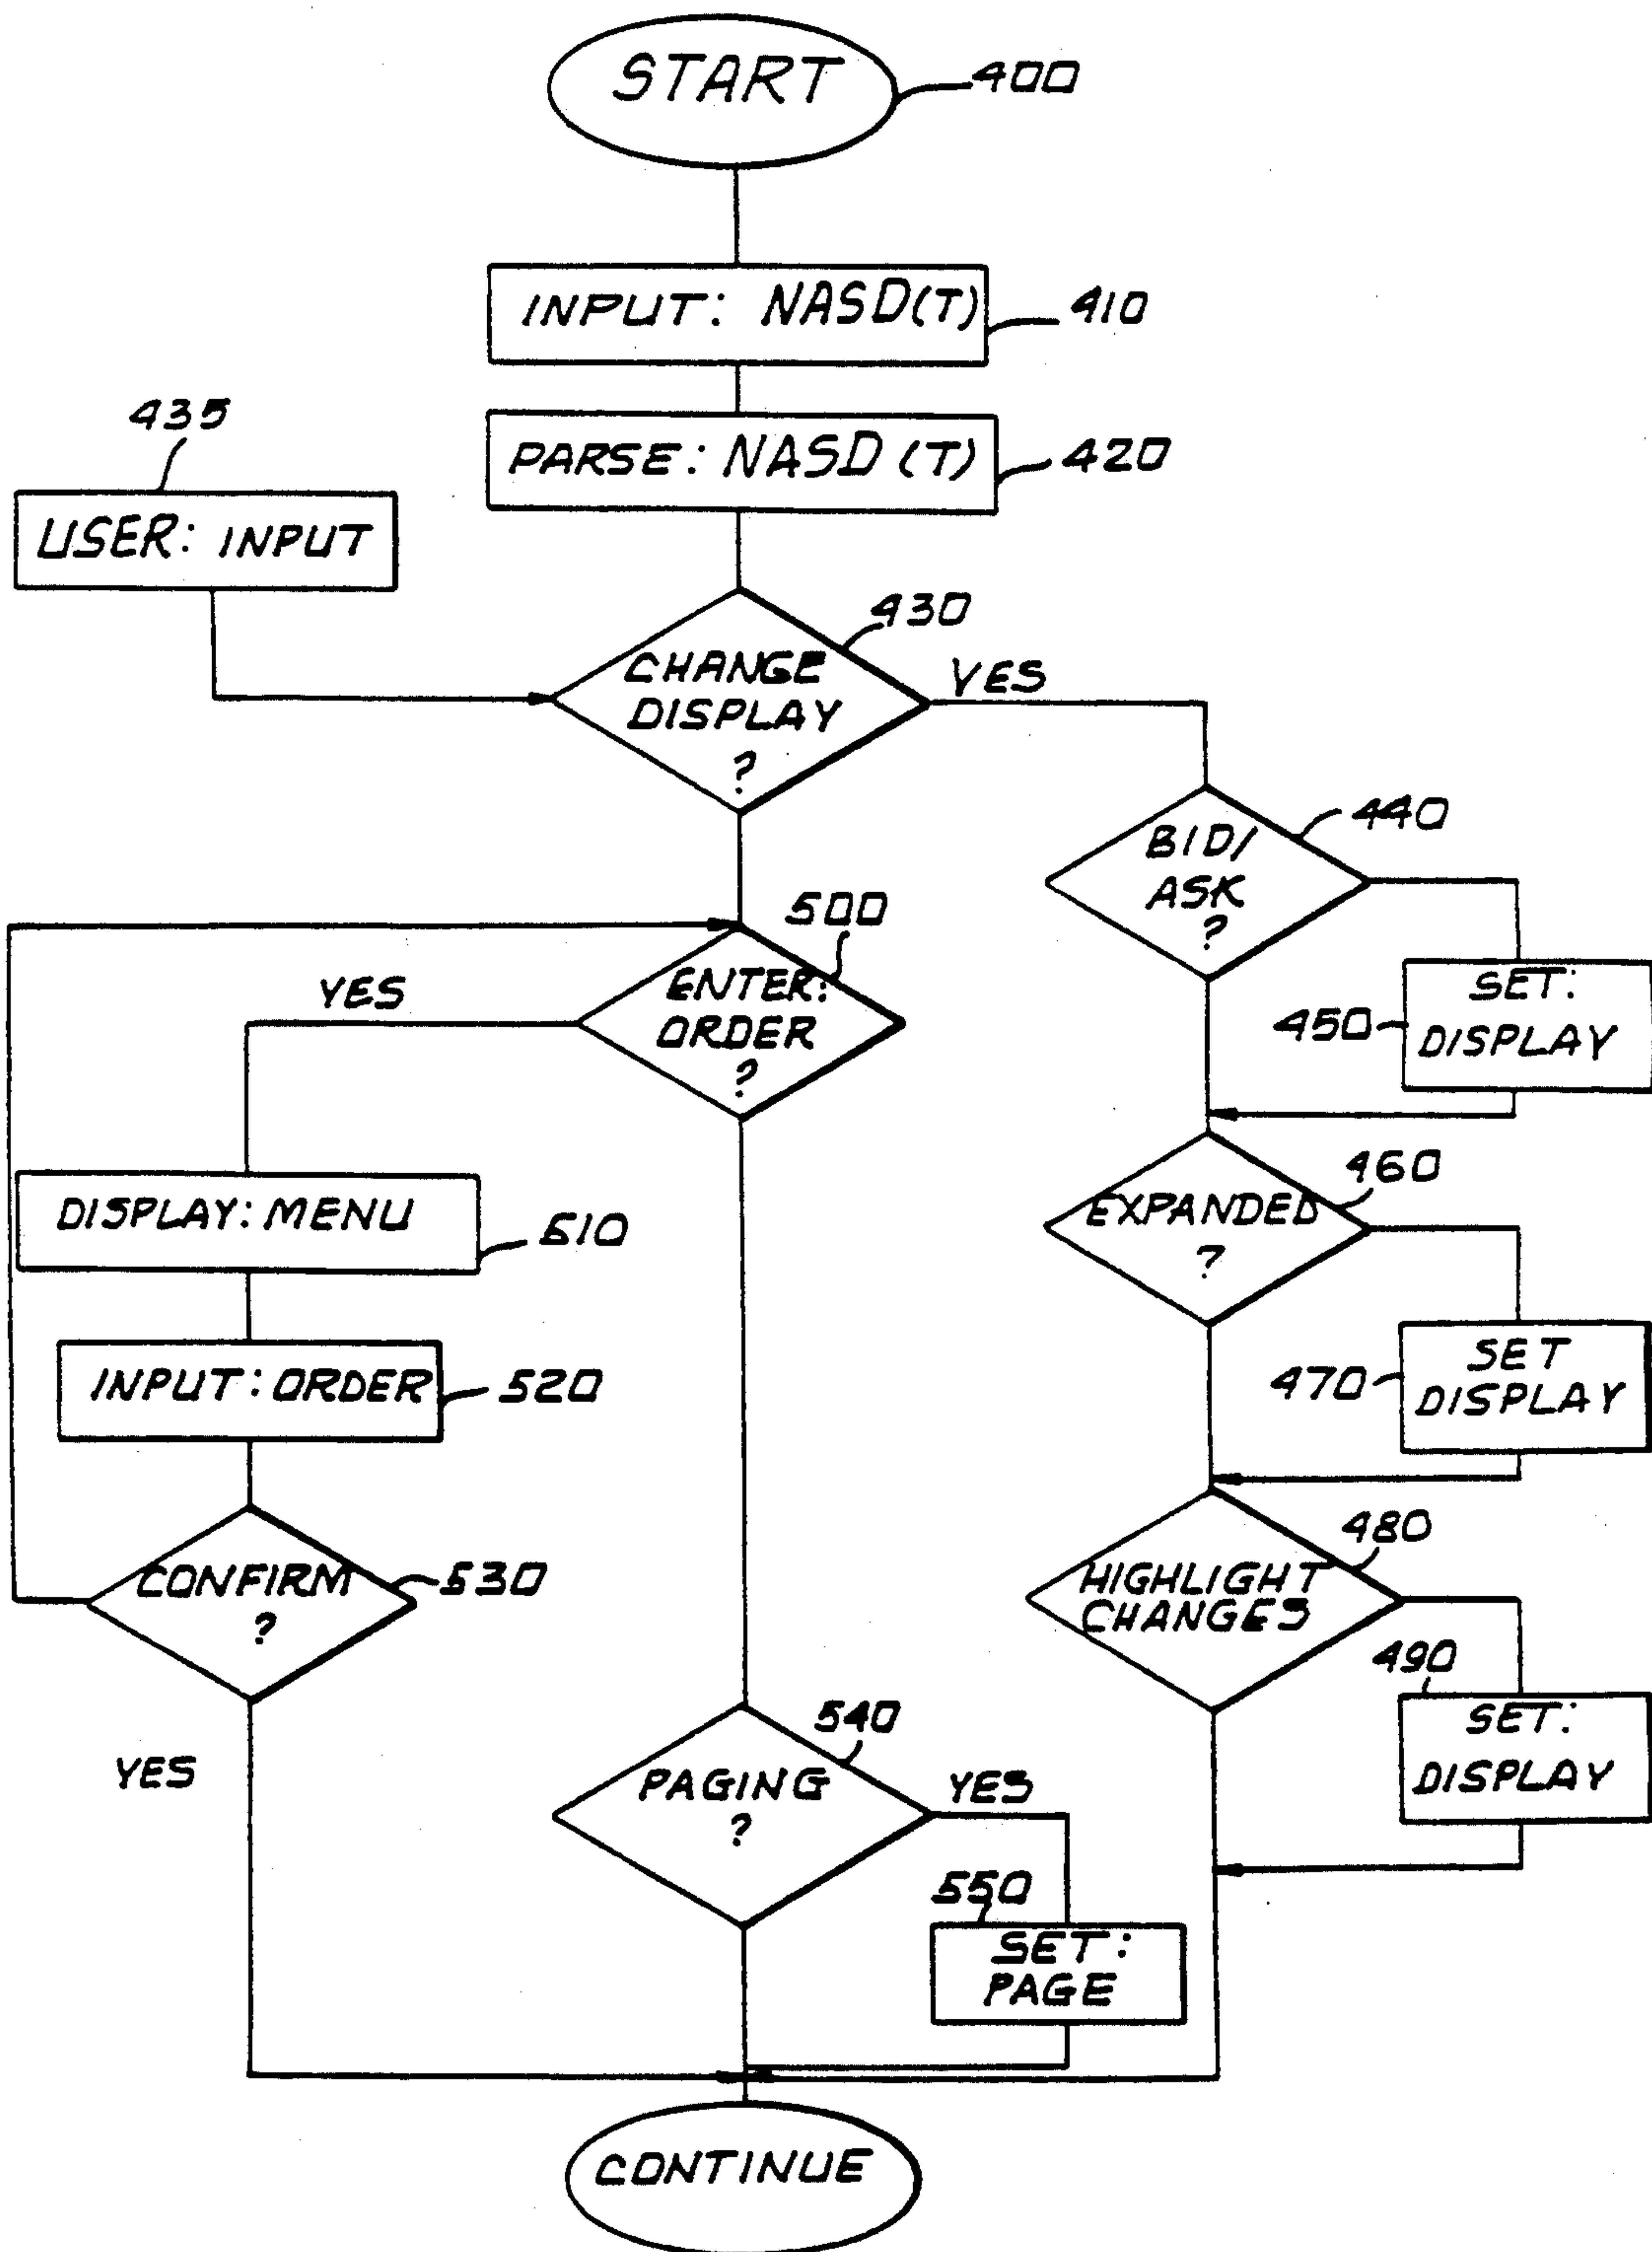 START
400
INPUT: NASD(T)
410
PARSE: NASD (T)
420
435
USER: INPUT
430
CHANGE
DISPLAY
?
YES
440
BID/
ASK
?
450
SET:
DISPLAY
500
ENTER:
ORDER
?
YES
DISPLAY: MENU
510
INPUT: ORDER
520
CONFIRM
?
530
YES
460
EXPANDED
?
470
SET
DISPLAY
480
HIGHLIGHT
CHANGES
490
SET:
DISPLAY
540
PAGING
?
YES
550
SET:
PAGE
CONTINUE